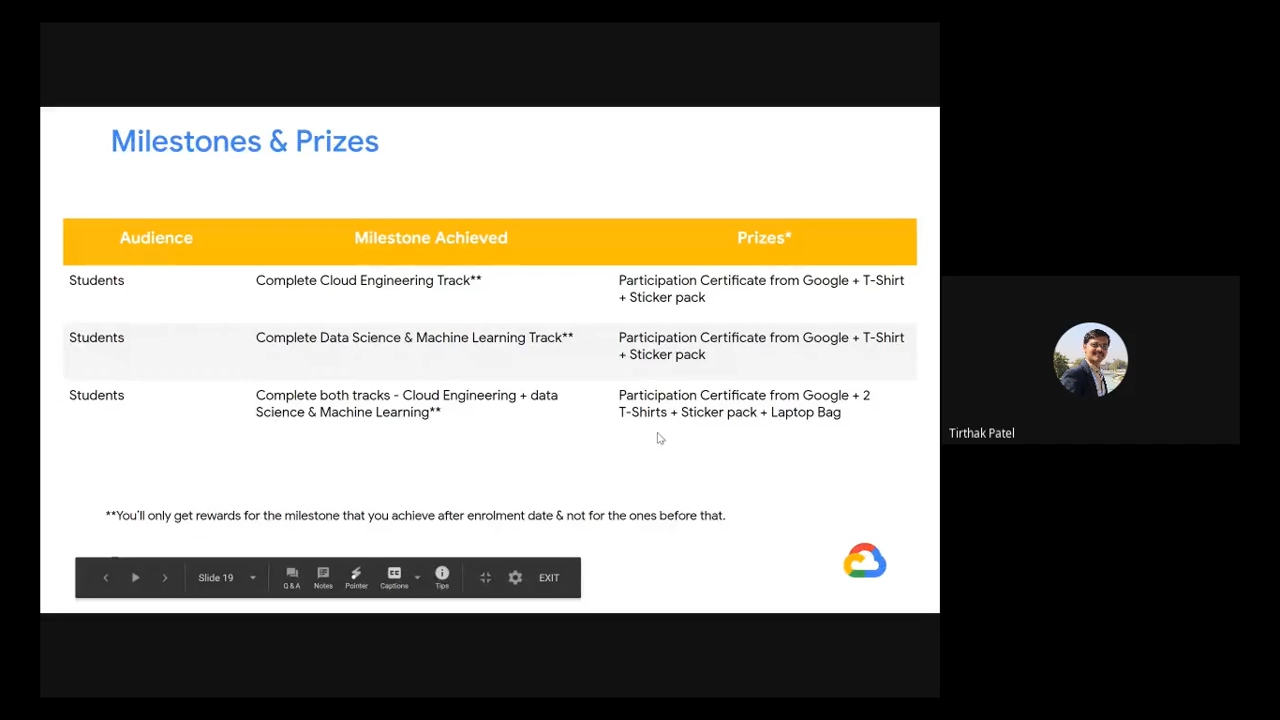 Milestones & Prizes
Audience
Milestone Achieved
Prizes*
Students
Complete Cloud Engineering Track**
Participation Certificate from Google + T-Shirt
+ Sticker pack
Students
Complete Data Science & Machine Learning Track**
Participation Certificate from Google + T-Shirt
+ Sticker pack
Students
Complete both tracks - Cloud Engineering + data
Science & Machine Learning**
Participation Certificate from Google + 2
T-Shirts + Sticker pack + Laptop Bag
**You'll only get rewards for the milestone that you achieve after enrolment date & not for the ones before that.
Slide 19
Q & A
Notes
Pointer
CC
Captions
Tips
EXIT
Tirthak Patel